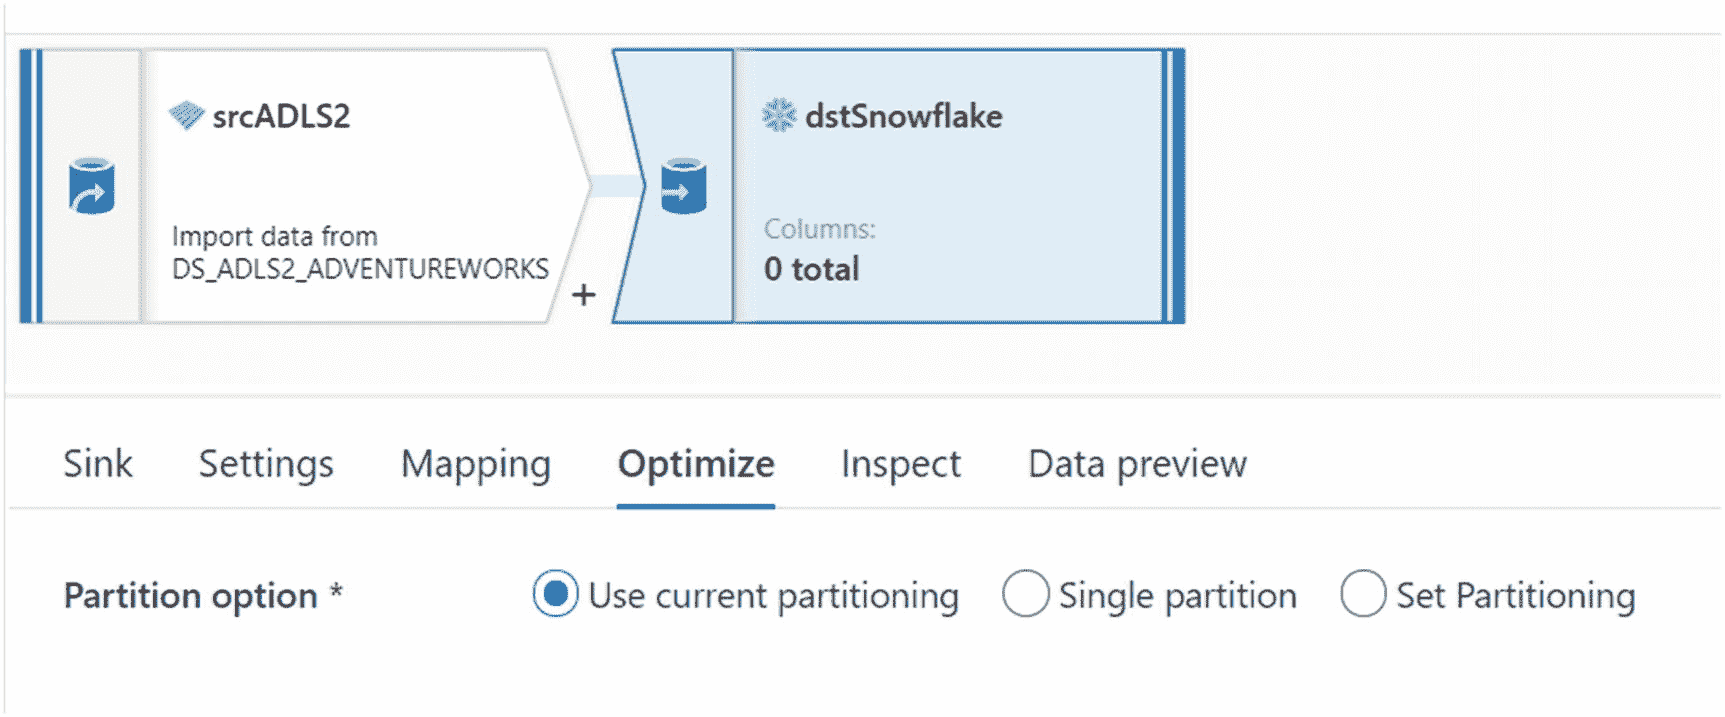 srcADLS2
Import data from
DS_ADLS2_ADVENTUREWORKS
+
dstSnowflake
Columns:
0 total
Sink Settings Mapping Optimize Inspect Data preview
Partition option * Use current partitioning Single partition Set Partitioning